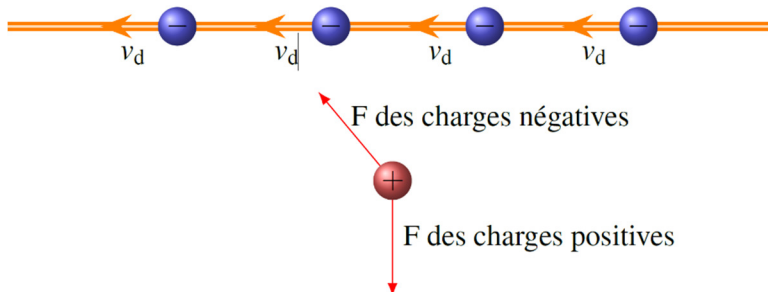 − − − −
v_d v_d v_d v_d
F des charges négatives
+
F des charges positives